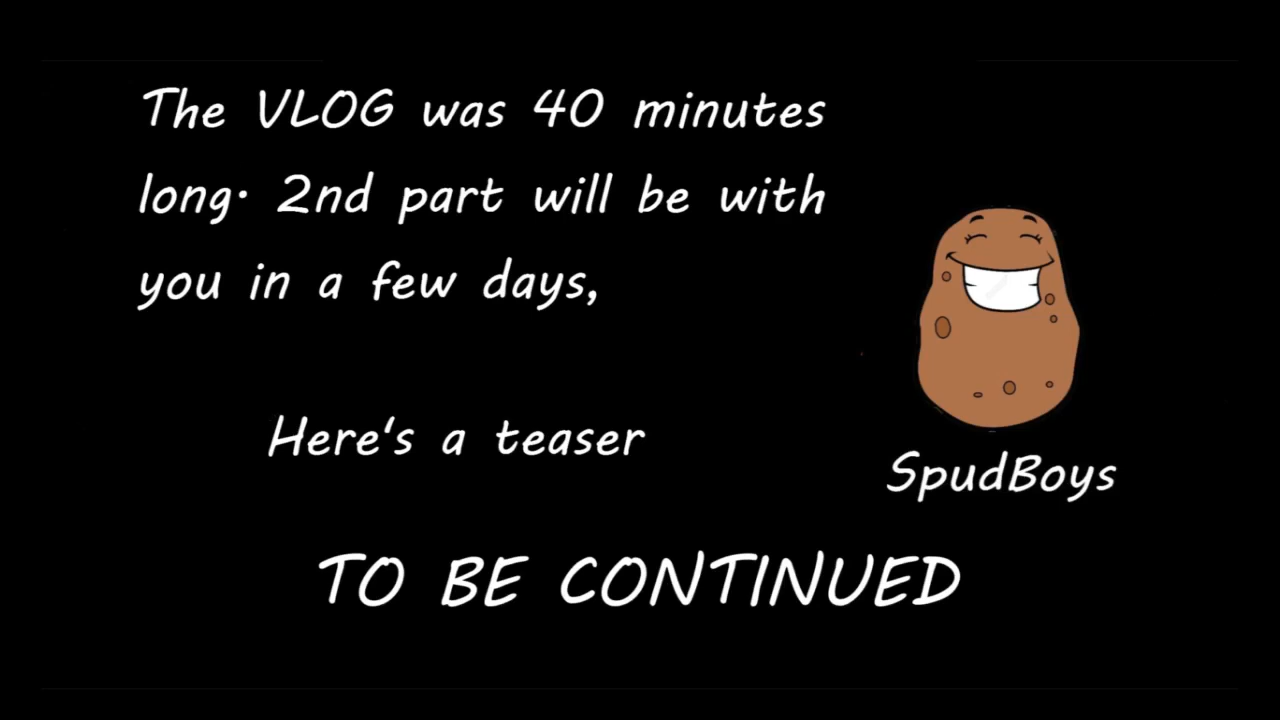 The VLOG was 40 minutes
long. 2nd part will be with
you in a few days,
Here's a teaser
SpudBoys
TO BE CONTINUED